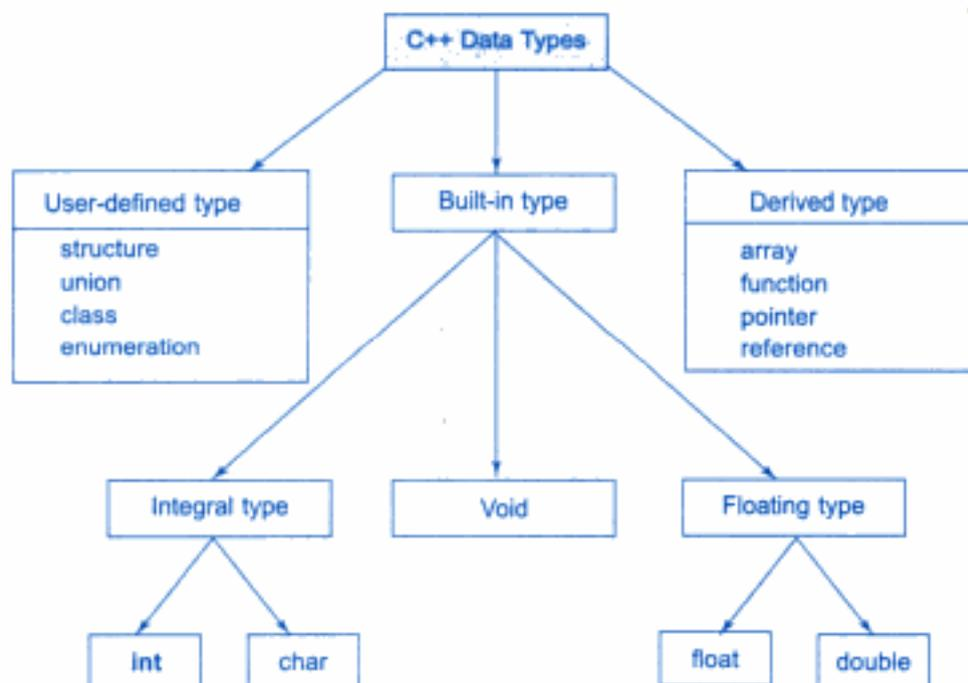 C++ Data Types
User-defined type
structure
union
class
enumeration
Built-in type
Derived type
array
function
pointer
reference
Integral type
Void
Floating type
int
char
float
double